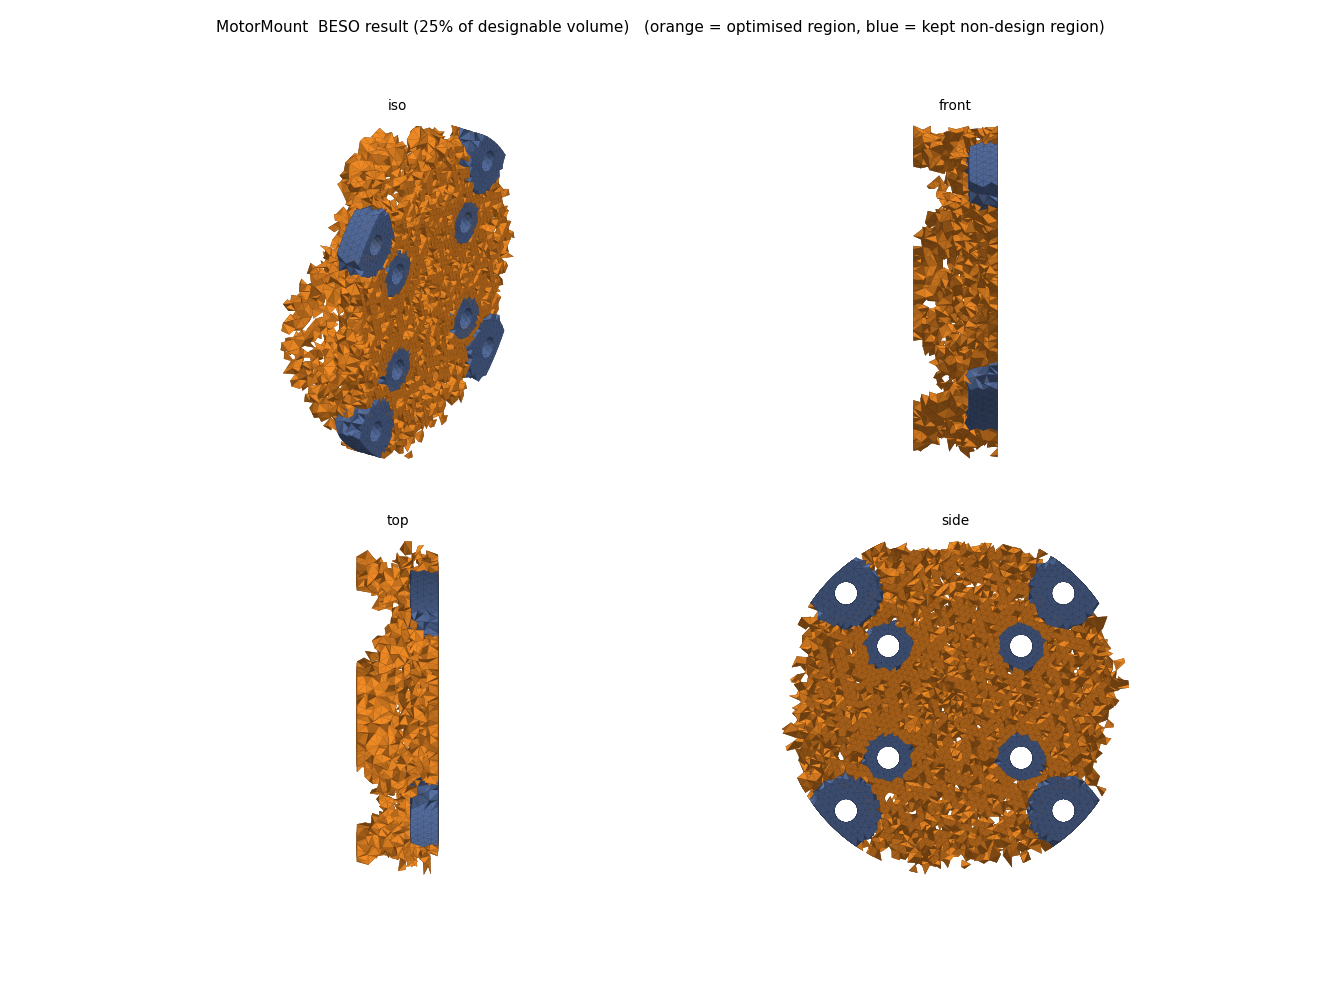 MotorMount  BESO result (25% of designable volume)   (orange = optimised region, blue = kept non-design region)
iso
front
top
side